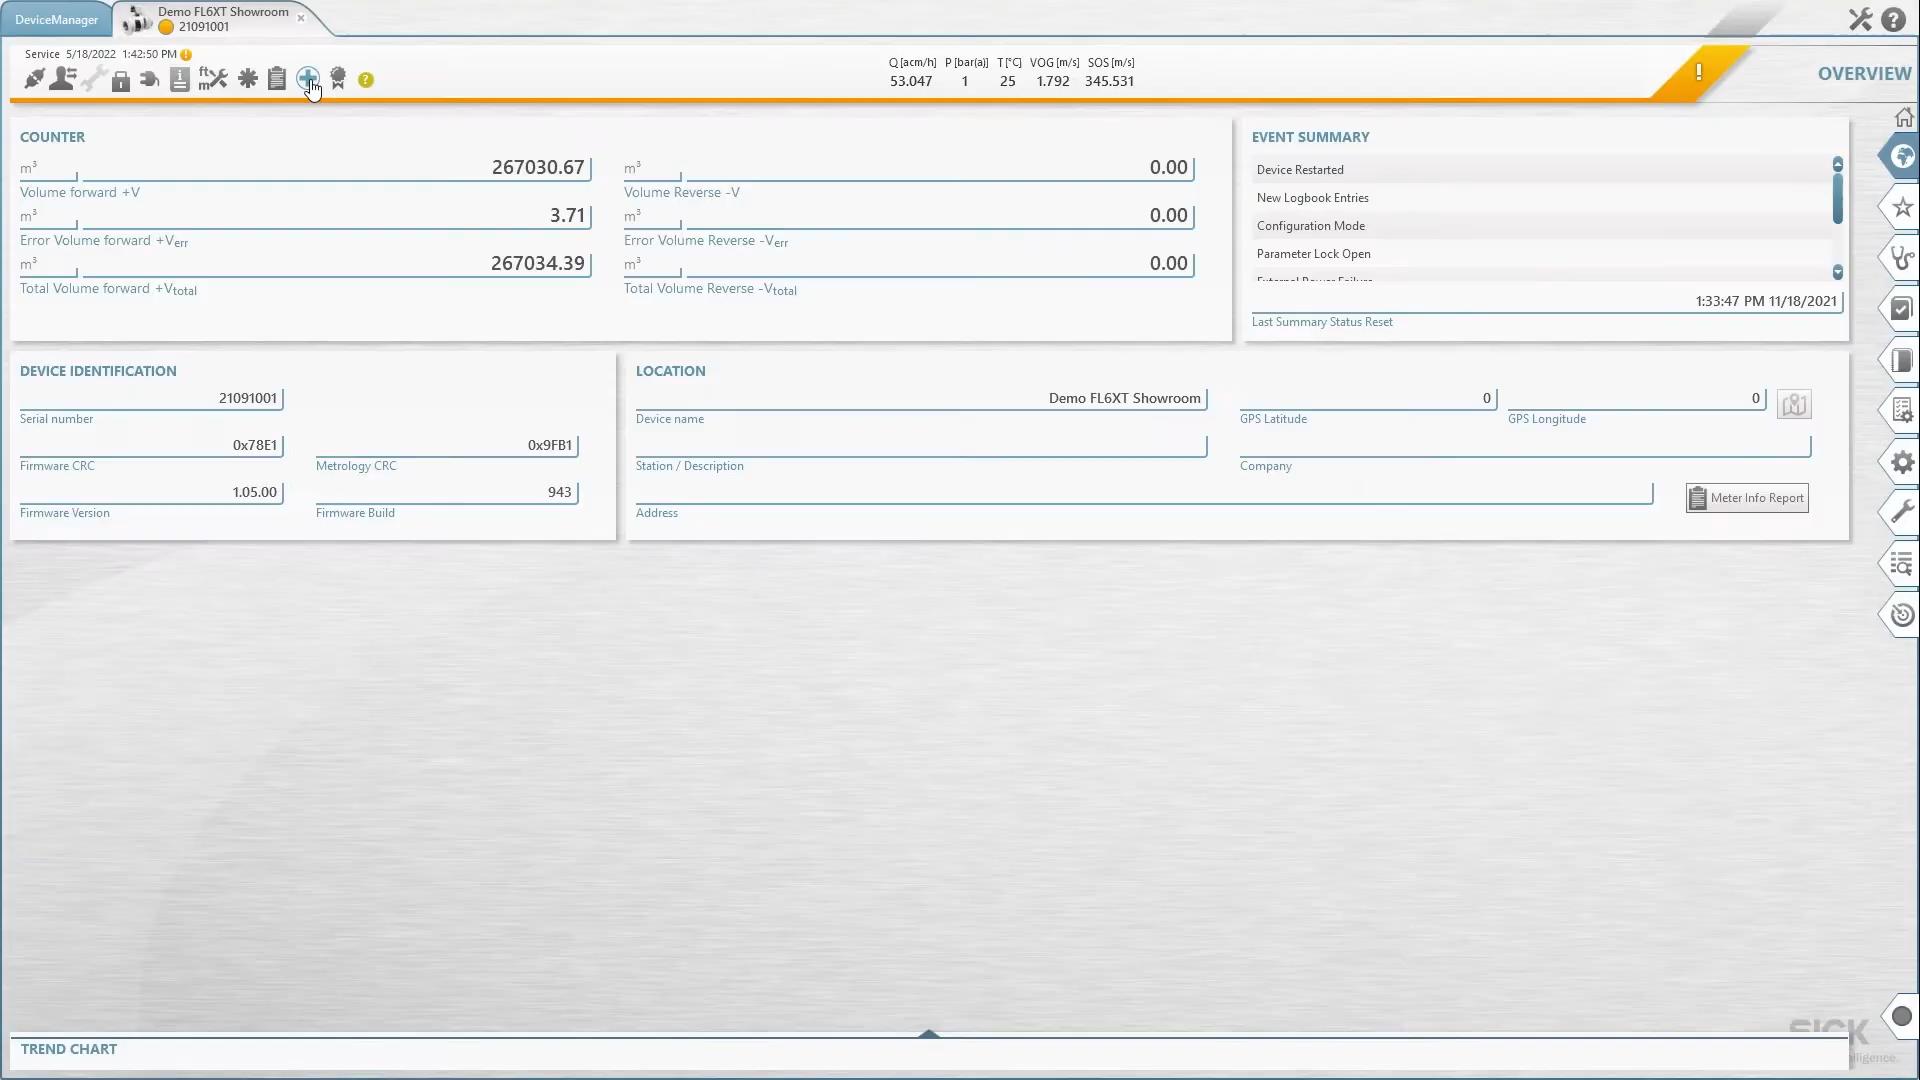 DeviceManager
Demo FL6XT Showroom
21091001
Service 5/18/2022 1:42:50 PM
Q [acm/h] P [bar(a)] T [°C] VOG [m/s] SOS [m/s]
53.047 1 25 1.792 345.531
OVERVIEW
COUNTER
m³ 267030.67
Volume forward +V
m³ 3.71
Error Volume forward +Verr
m³ 267034.39
Total Volume forward +Vtotal
m³ 0.00
Volume Reverse -V
m³ 0.00
Error Volume Reverse -Verr
m³ 0.00
Total Volume Reverse -Vtotal
EVENT SUMMARY
Device Restarted
New Logbook Entries
Configuration Mode
Parameter Lock Open
External Power Failure
1:33:47 PM 11/18/2021
Last Summary Status Reset
DEVICE IDENTIFICATION
21091001
Serial number
0x78E1 0x9FB1
Firmware CRC Metrology CRC
1.05.00 943
Firmware Version Firmware Build
LOCATION
Demo FL6XT Showroom 0 0
Device name GPS Latitude GPS Longitude
Station / Description Company
Meter Info Report
Address
SICK
TREND CHART